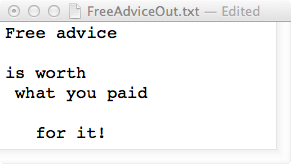 FreeAdviceOut.txt — Edited
Free advice

is worth
 what you paid

   for it!